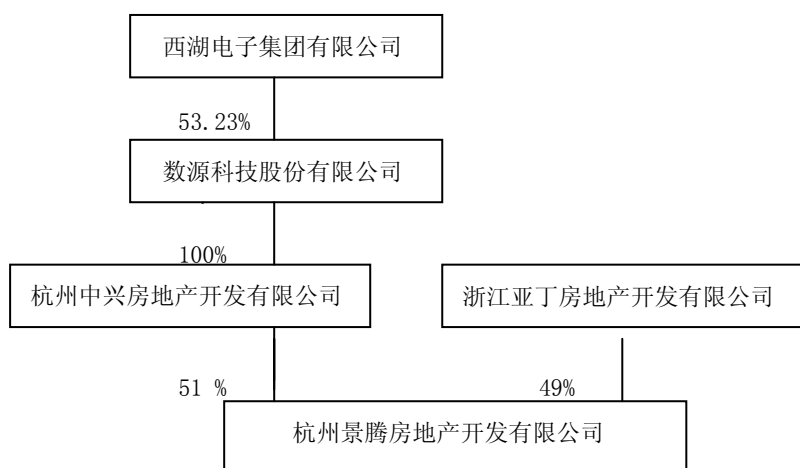 西湖电子集团有限公司
53.23%
数源科技股份有限公司
100%
杭州中兴房地产开发有限公司
浙江亚丁房地产开发有限公司
51 %
49%
杭州景腾房地产开发有限公司